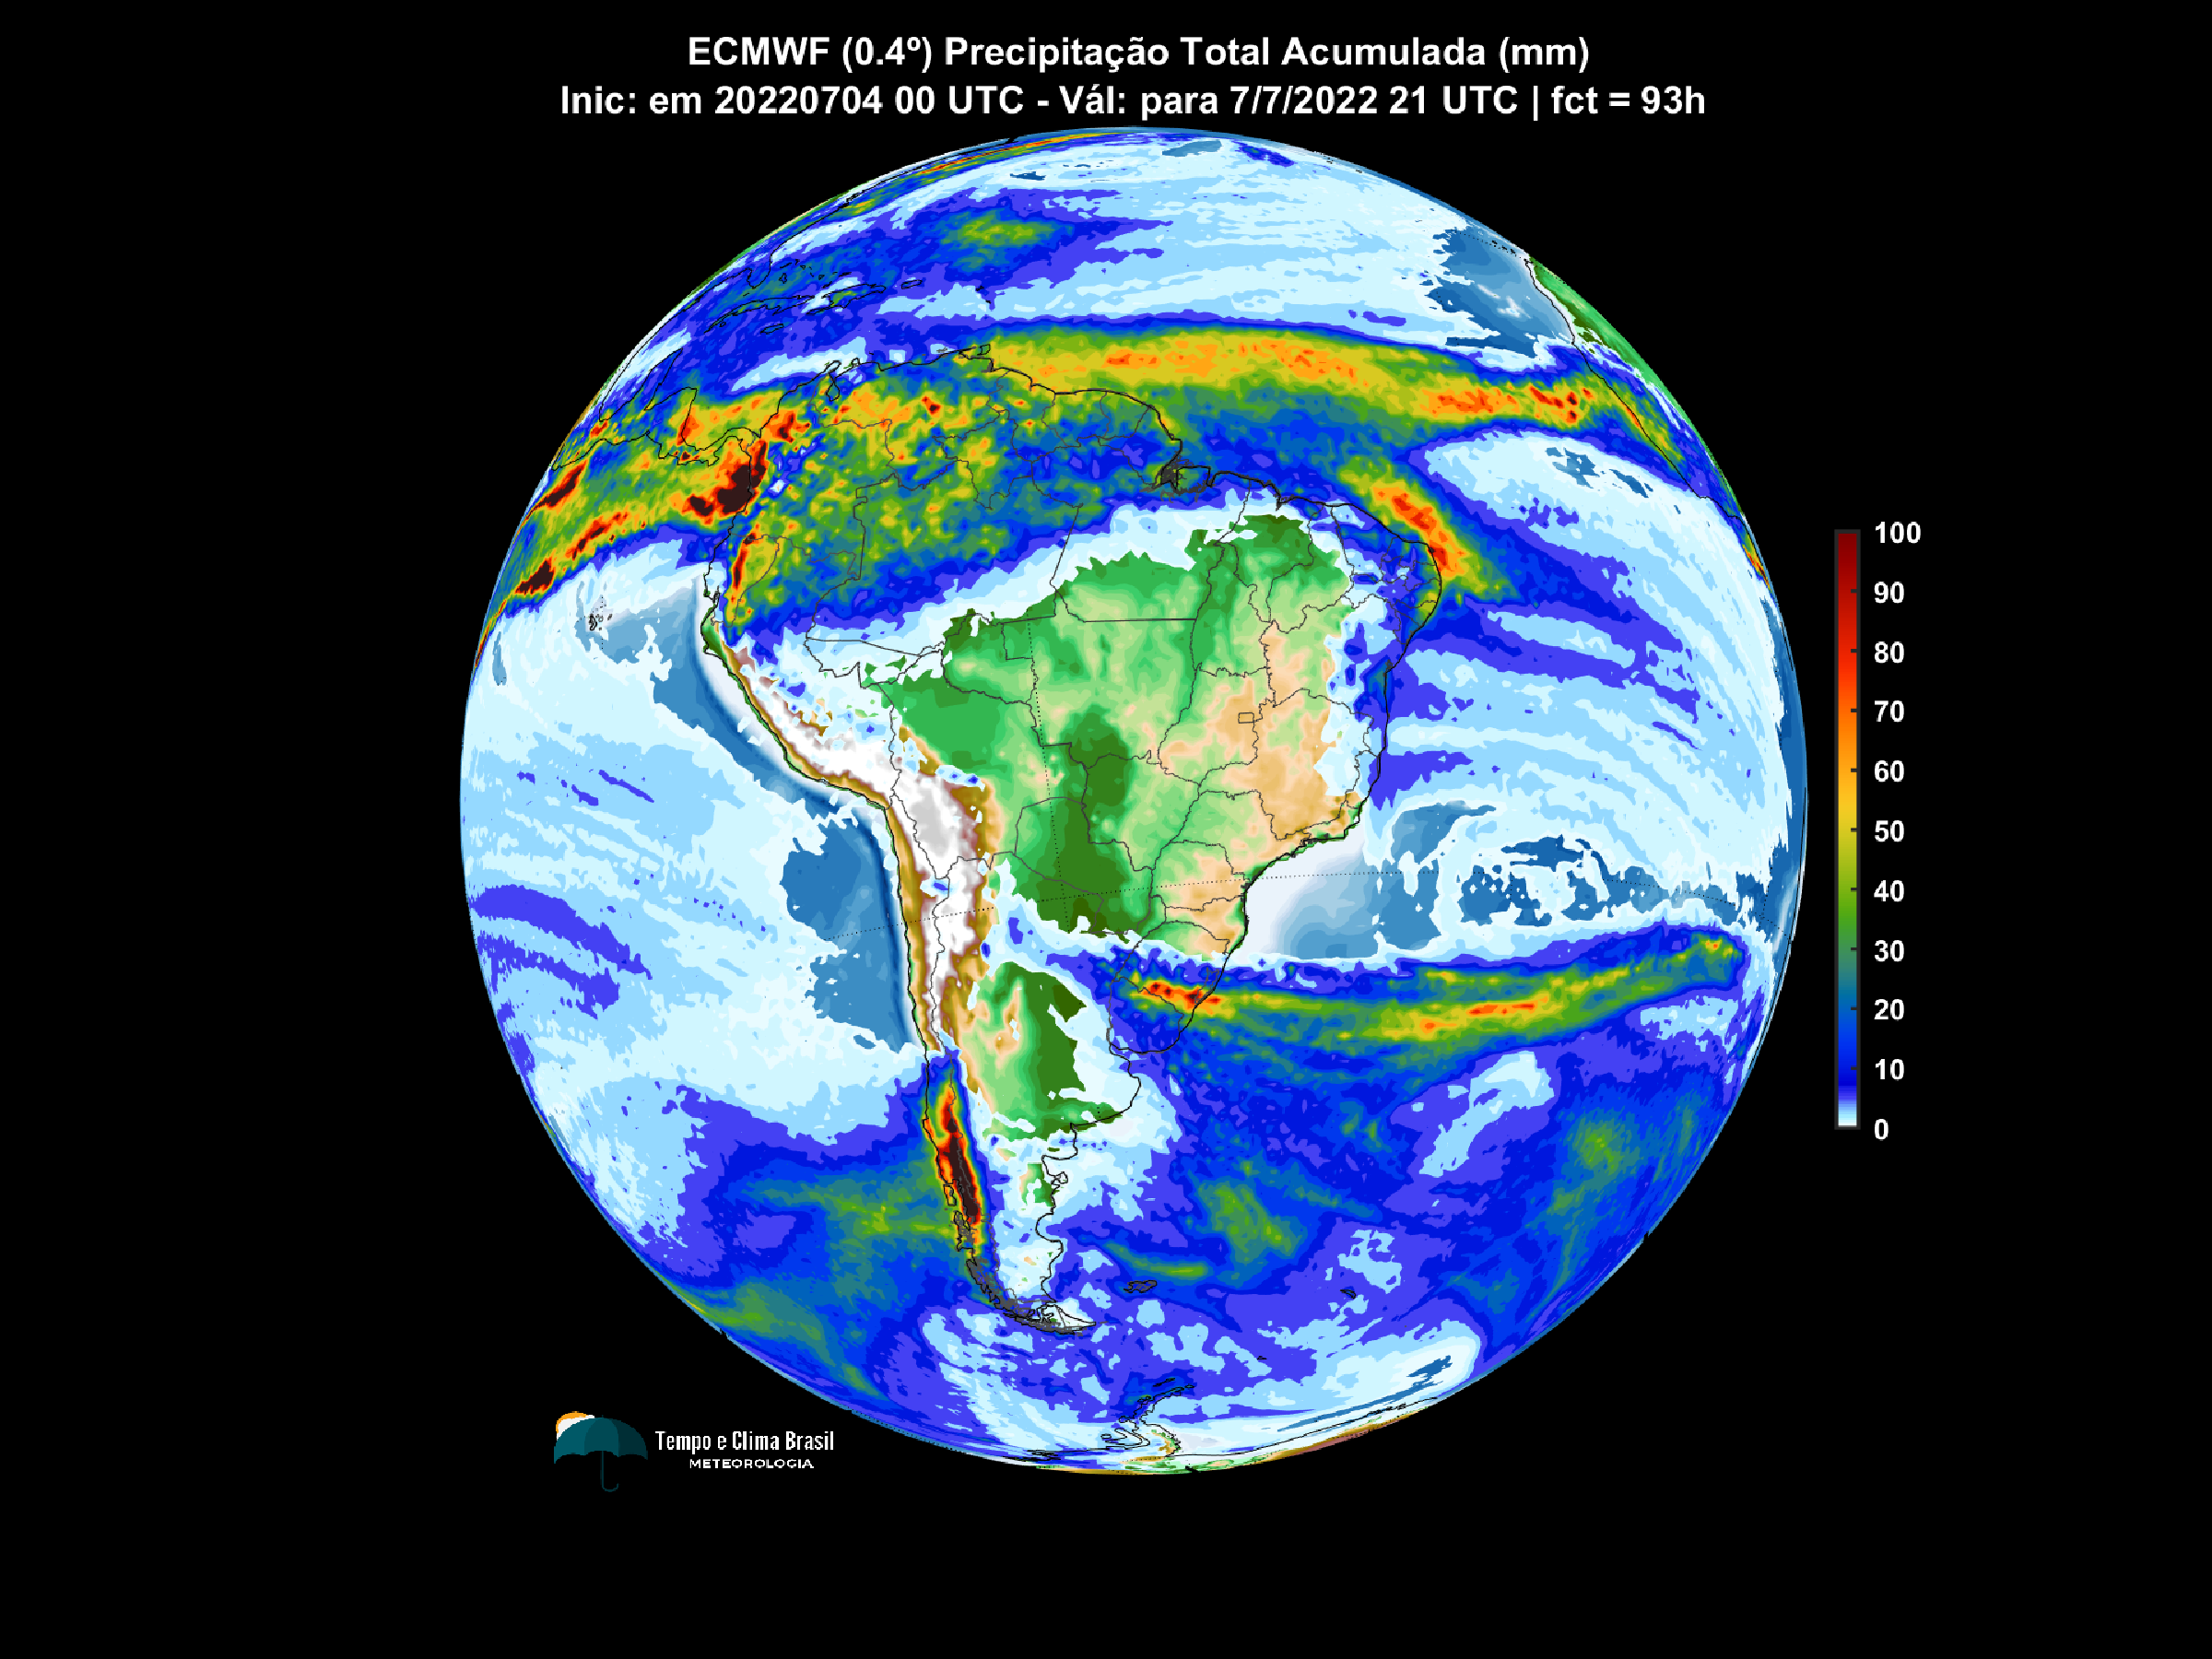 ECMWF (0.4º) Precipitação Total Acumulada (mm)
Inic: em 20220704 00 UTC - Vál: para 7/7/2022 21 UTC | fct = 93h
100
90
80
70
60
50
40
30
20
10
0
Tempo e Clima Brasil
METEOROLOGIA